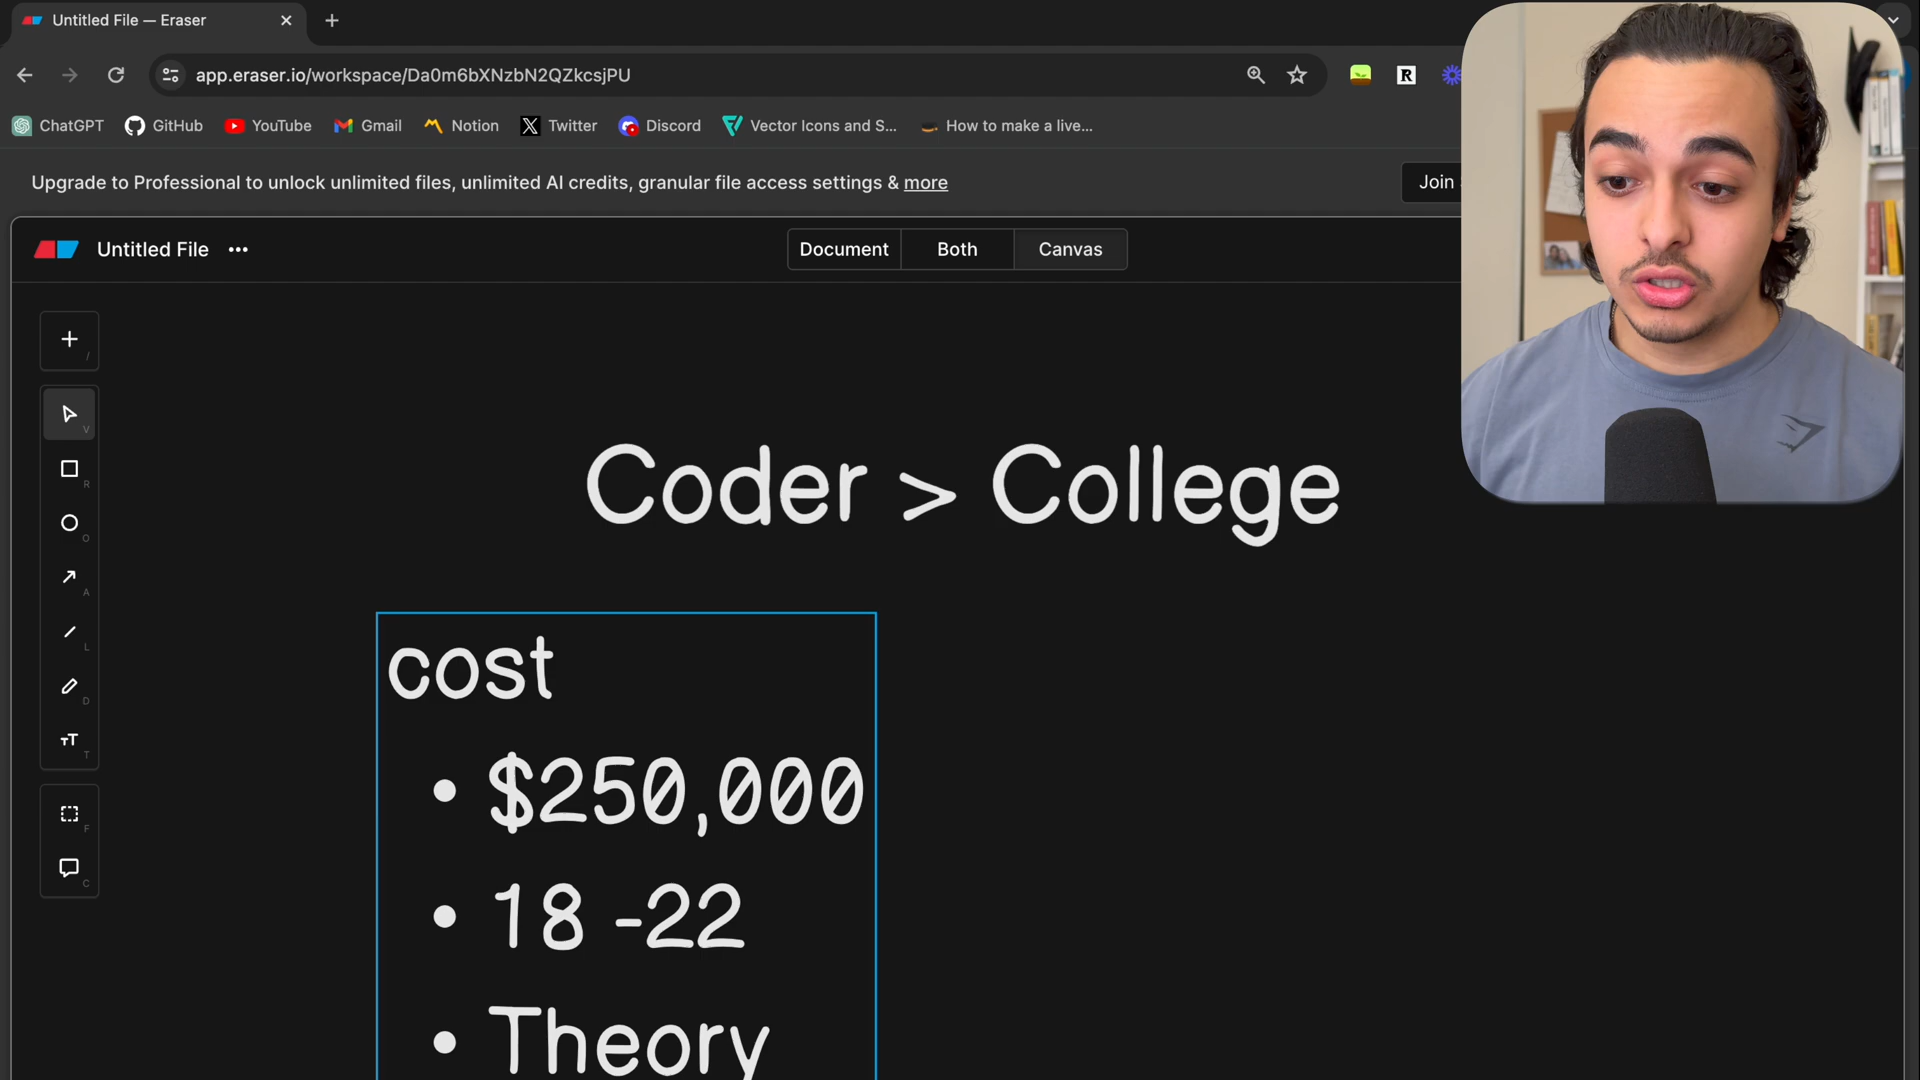 Untitled File — Eraser
app.eraser.io/workspace/Da0m6bXNzbN2QZkcsjPU
R
ChatGPT GitHub YouTube Gmail Notion Twitter Discord Vector Icons and S... How to make a live...
Upgrade to Professional to unlock unlimited files, unlimited AI credits, granular file access settings & more
Join
Untitled File
Document Both Canvas
/
V
R
O
A
L
D
TT T
F
C
Coder > College
cost
• $250,000
• 18 -22
• Theory